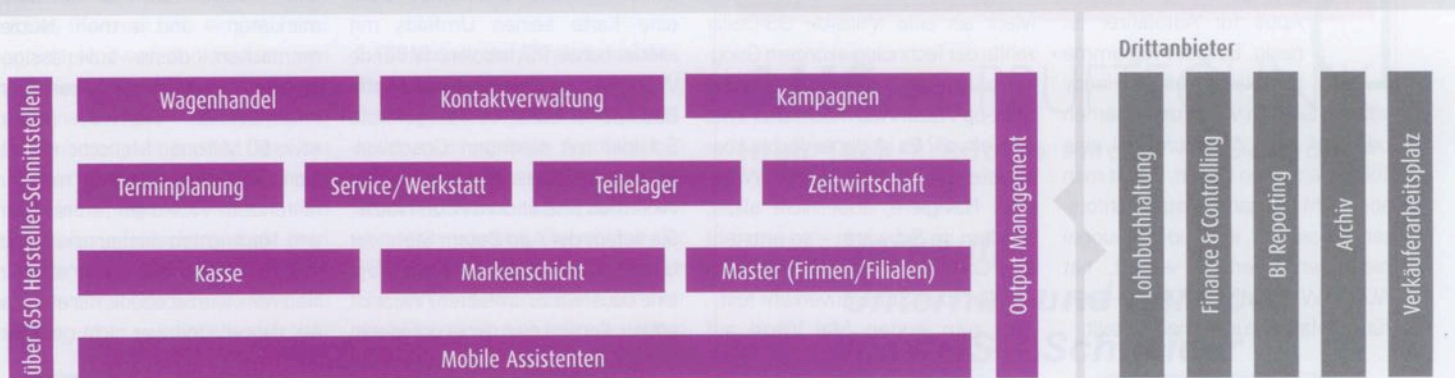 Drittanbieter
über 650 Hersteller-Schnittstellen
Wagenhandel
Kontaktverwaltung
Kampagnen
Terminplanung
Service/Werkstatt
Teilelager
Zeitwirtschaft
Kasse
Markenschicht
Master (Firmen/Filialen)
Mobile Assistenten
Output Management
Lohnbuchhaltung
Finance & Controlling
BI Reporting
Archiv
Verkäuferarbeitsplatz